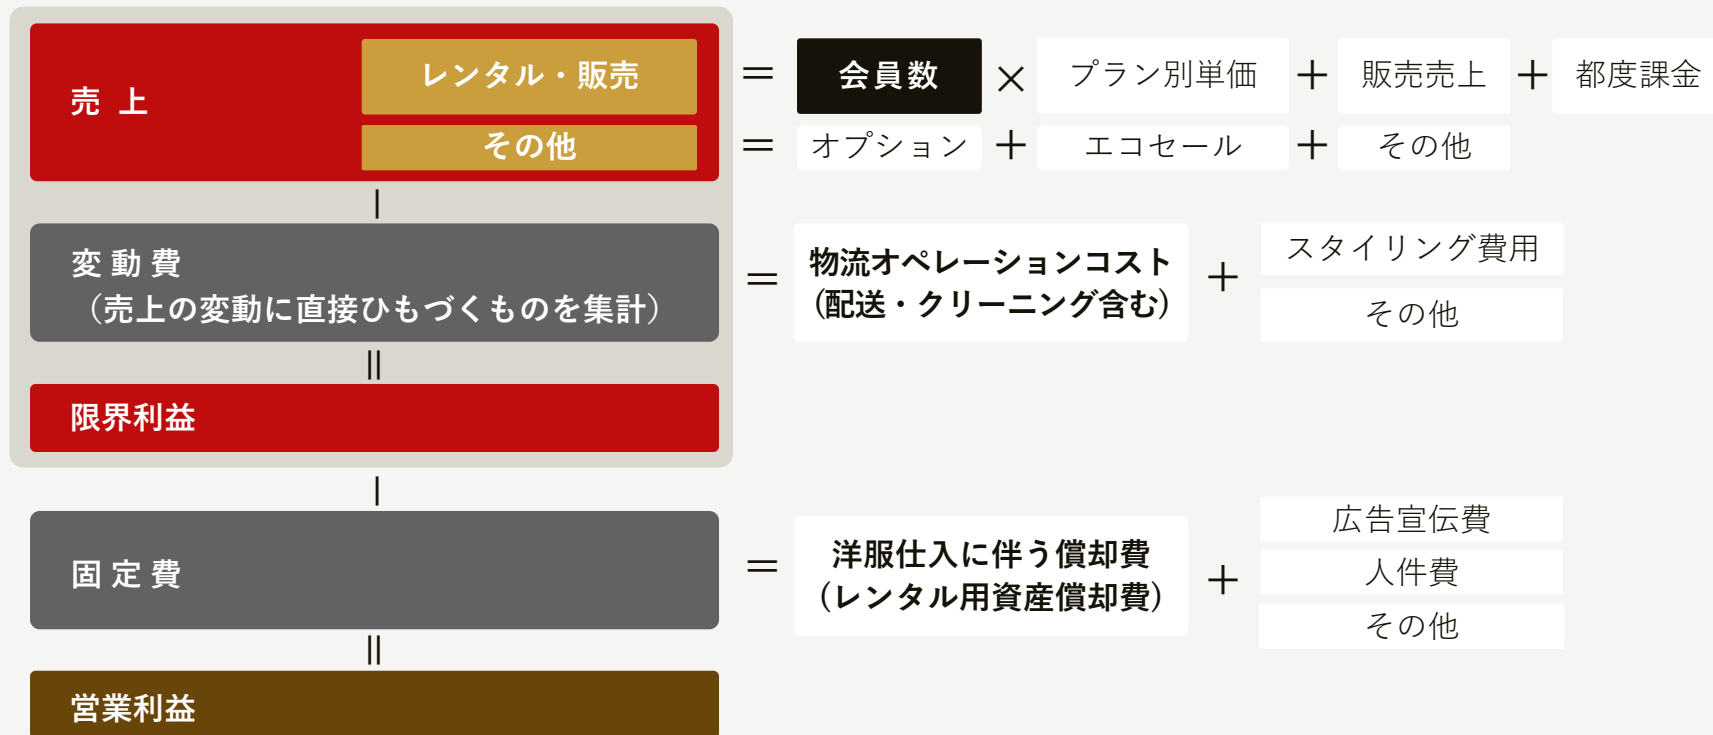 売上
レンタル・販売
= 会員数 × プラン別単価 + 販売売上 + 都度課金
その他
= オプション + エコセール + その他
変動費
（売上の変動に直接ひもづくものを集計）
= 物流オペレーションコスト
(配送・クリーニング含む)
+
スタイリング費用
その他
限界利益
固定費
= 洋服仕入に伴う償却費
(レンタル用資産償却費)
+
広告宣伝費
人件費
その他
営業利益